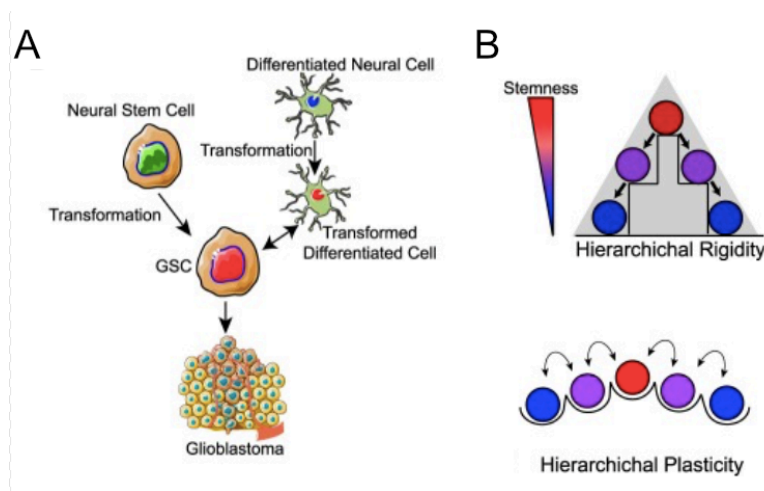 A
Differentiated Neural Cell
Neural Stem Cell
Transformation
Transformation
Transformed
Differentiated Cell
GSC
Glioblastoma
B
Stemness
Hierarchichal Rigidity
Hierarchichal Plasticity